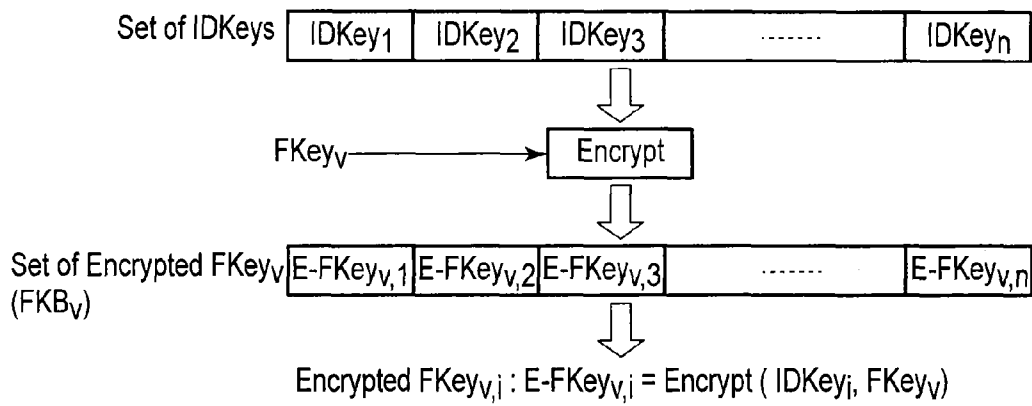 Set of IDKeys IDKey1 IDKey2 IDKey3 ........ IDKeyn
FKeyv Encrypt
Set of Encrypted FKeyv E-FKeyv,1 E-FKeyv,2 E-FKeyv,3 ........ E-FKeyv,n
(FKBv)
Encrypted FKeyv,i : E-FKeyv,i = Encrypt ( IDKeyi, FKeyv)